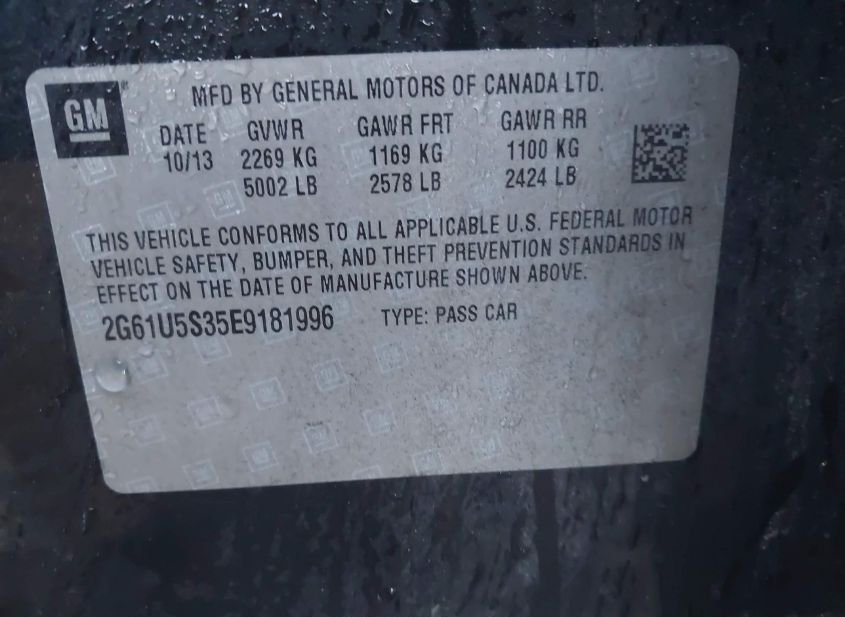 GM
MFD BY GENERAL MOTORS OF CANADA LTD.
DATE GVWR GAWR FRT GAWR RR
10/13 2269 KG 1169 KG 1100 KG
5002 LB 2578 LB 2424 LB
THIS VEHICLE CONFORMS TO ALL APPLICABLE U.S. FEDERAL MOTOR
VEHICLE SAFETY, BUMPER, AND THEFT PREVENTION STANDARDS IN
EFFECT ON THE DATE OF MANUFACTURE SHOWN ABOVE.
2G61U5S35E9181996 TYPE: PASS CAR